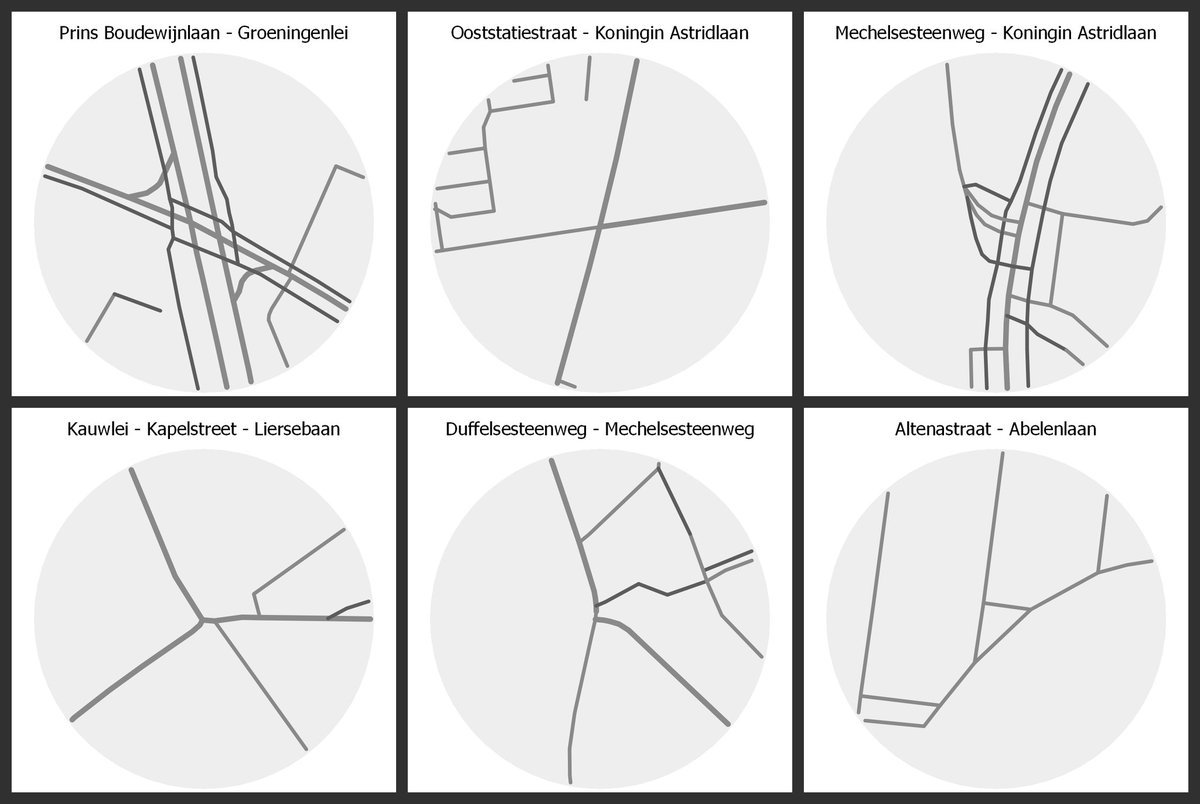 Prins Boudewijnlaan - Groeningenlei
Ooststatiestraat - Koningin Astridlaan
Mechelsesteenweg - Koningin Astridlaan
Kauwlei - Kapelstreet - Liersebaan
Duffelsesteenweg - Mechelsesteenweg
Altenastraat - Abelenlaan